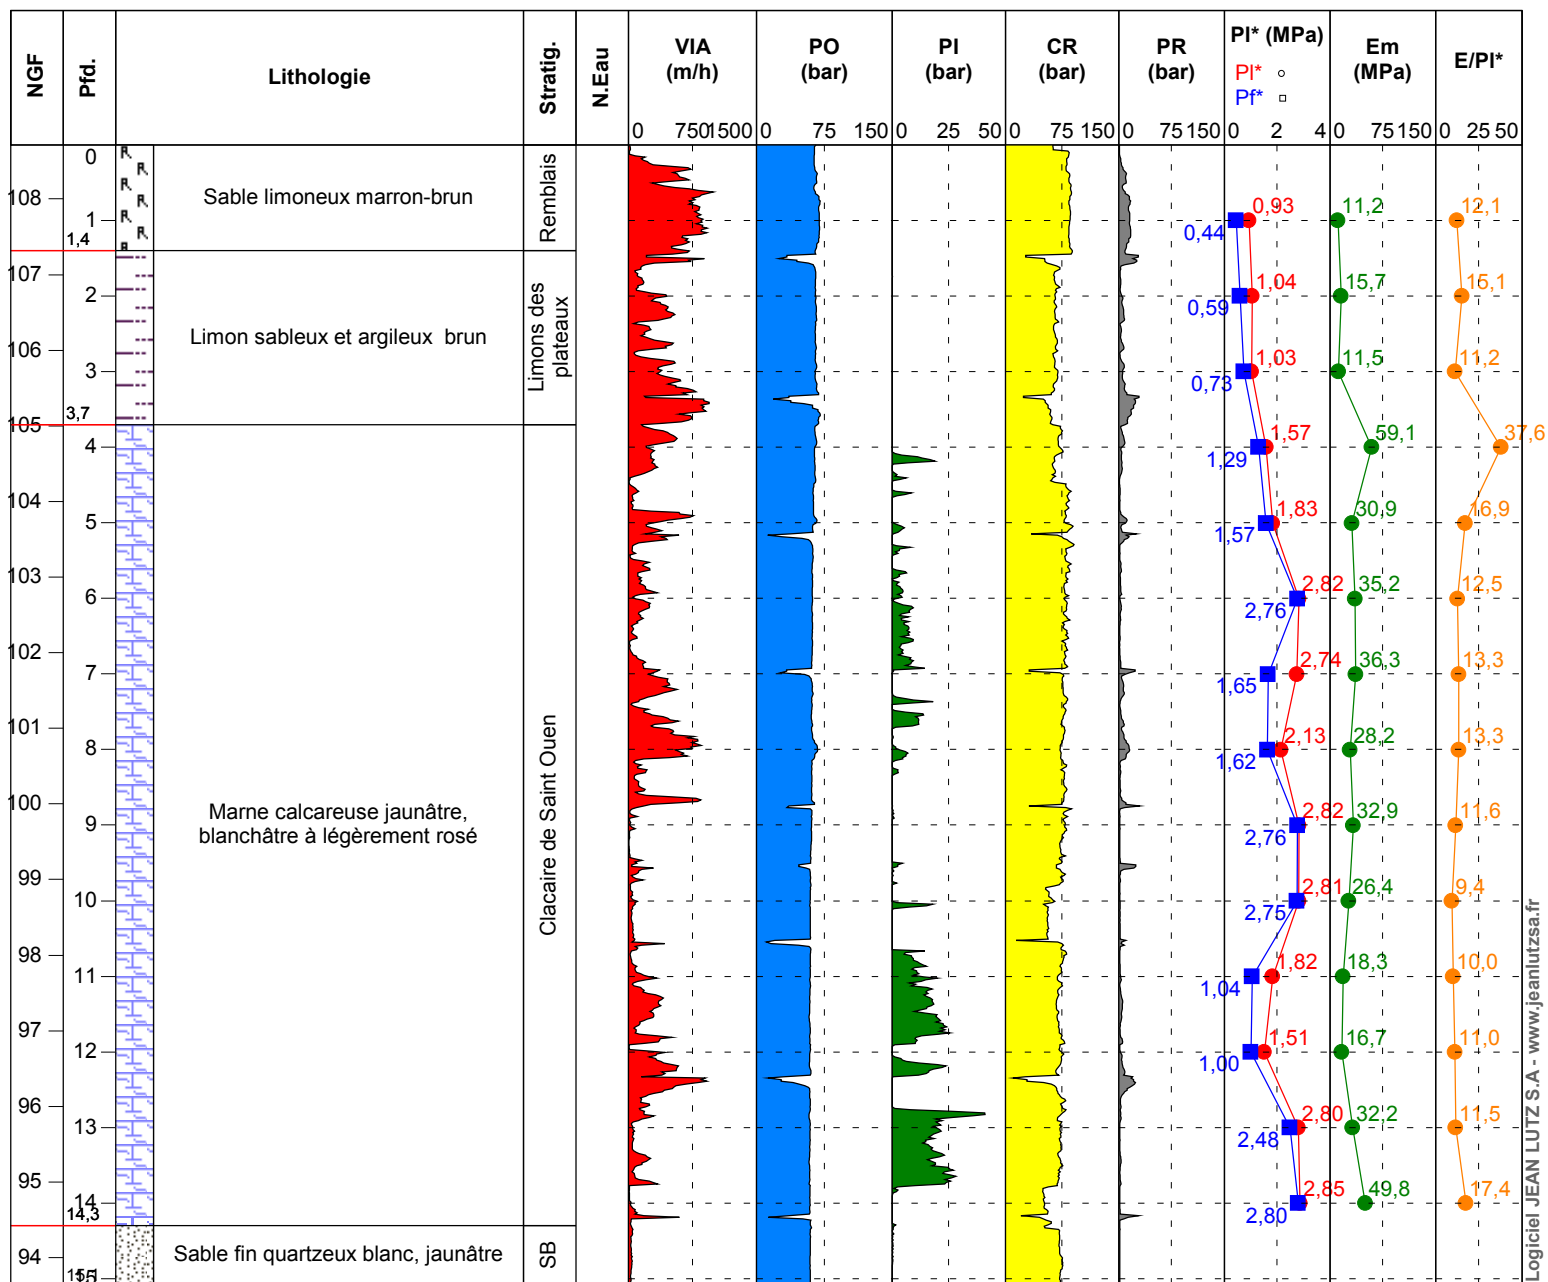 NGF
Pfd.
Lithologie
Stratig.
N.Eau
VIA
(m/h)
PO
(bar)
PI
(bar)
CR
(bar)
PR
(bar)
Pl* (MPa)
Pl*
Pf*
Em
(MPa)
E/Pl*
0 750 1500
0 75 150
0 25 50
0 75 150
0 75 150
0 2 4
0 75 150
0 25 50
0
Sable limoneux marron-brun
Remblais
108
1
0,93 11,2 12,1
0,44
1,4
107
2
1,04 15,7 15,1
0,59
Limon sableux et argileux brun
Limons des
plateaux
106
3
1,03 11,5 11,2
0,73
3,7
105
4
1,57 59,1 37,6
1,29
104
5
1,83 30,9 16,9
1,57
103
6
2,82 35,2 12,5
2,76
102
7
2,74 36,3 13,3
1,65
101
8
2,13 28,2 13,3
1,62
100
Marne calcareuse jaunâtre,
blanchâtre à légèrement rosé
Clacaire de Saint Ouen
9
2,82 32,9 11,6
2,76
99
10
2,81 26,4 9,4
2,75
98
11
1,82 18,3 10,0
1,04
97
12
1,51 16,7 11,0
1,00
96
13
2,80 32,2 11,5
2,48
95
14
2,85 49,8 17,4
2,80
14,3
94
Sable fin quartzeux blanc, jaunâtre
SB
Logiciel JEAN LUTZ S.A - www.jeanlutzsa.fr